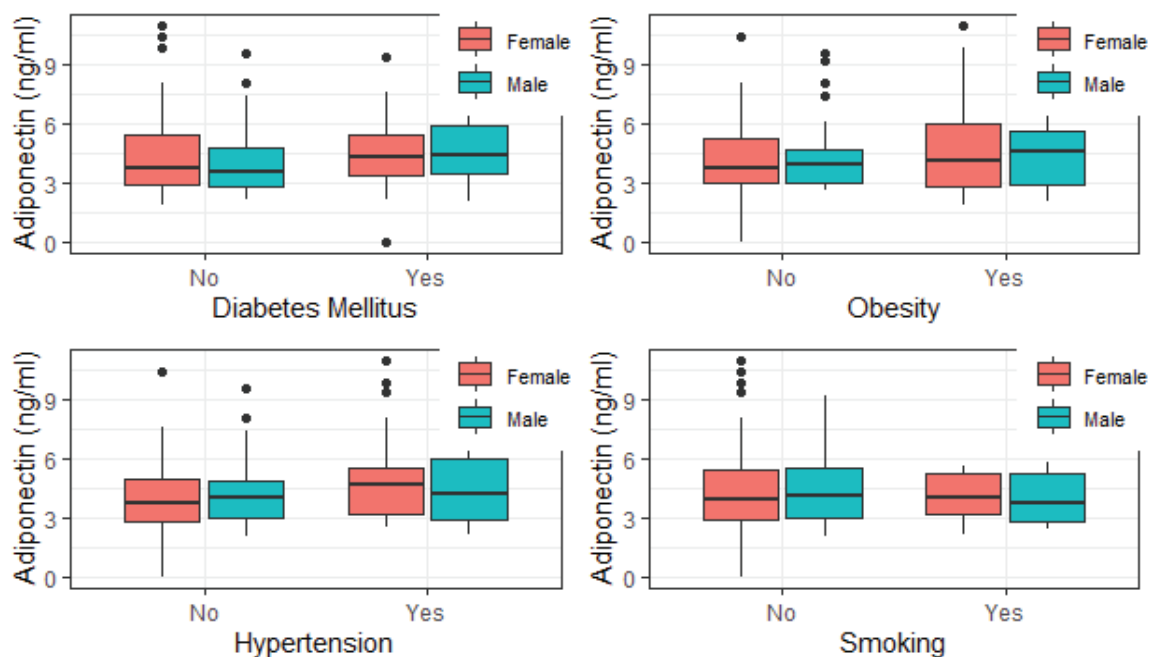 Adiponectin (ng/ml)
9
6
3
0
Female
Male
No
Yes
Diabetes Mellitus
Adiponectin (ng/ml)
9
6
3
0
Female
Male
No
Yes
Obesity
Adiponectin (ng/ml)
9
6
3
0
Female
Male
No
Yes
Hypertension
Adiponectin (ng/ml)
9
6
3
0
Female
Male
No
Yes
Smoking